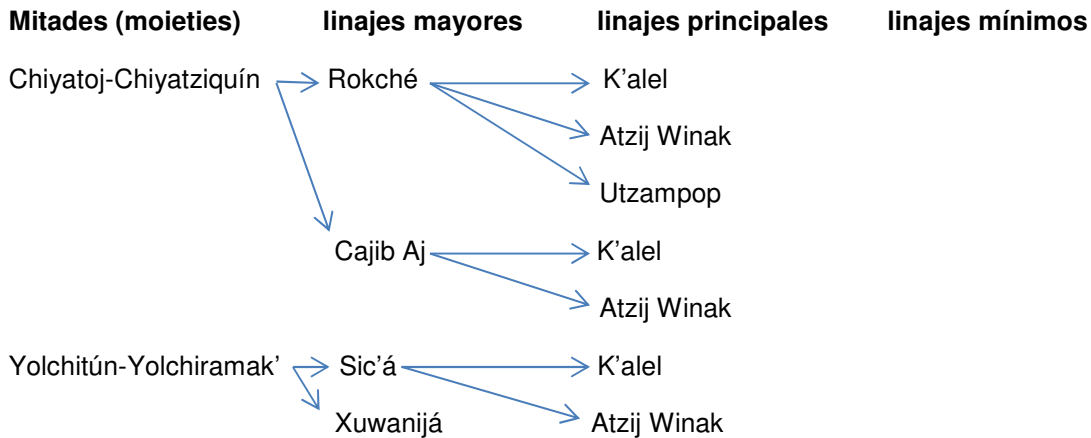 Mitades (moieties) linajes mayores linajes principales linajes mínimos
Chiyatoj-Chiyatziquín Rokché K’alel
Atzij Winak
Utzampop
Cajib Aj K’alel
Atzij Winak
Yolchitún-Yolchiramak’ Sic’á K’alel
Xuwanijá Atzij Winak